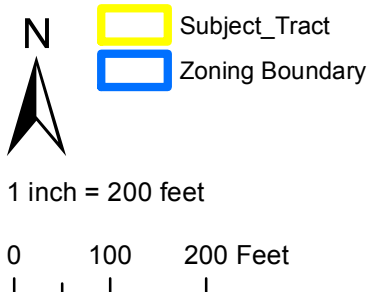 N
Subject_Tract
Zoning Boundary
1 inch = 200 feet
0 100 200 Feet